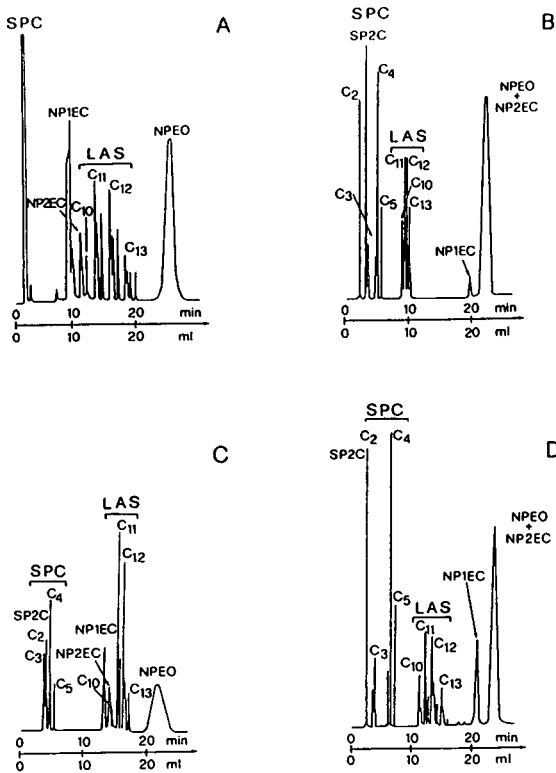 A
SPC
NP1EC
LAS
C11
C12
NPEO
NP2EC
C10
C13
0 10 20 min
0 10 20 ml
B
SPC
SP2C
C4
C2
NPEO
+
NP2EC
LAS
C11 C12
C10
C3
C5
C13
NP1EC
0 10 20 min
0 10 20 ml
C
LAS
C11
C12
SPC
C4
SP2C
NP1EC
C2
NP2EC
NPEO
C3
C5
C10
C13
0 10 20 min
0 10 20 ml
D
SPC
C2 C4
SP2C
NPEO
+
NP2EC
NP1EC
C5
LAS
C11
C12
C3
C10
C13
0 10 20 min
0 10 20 ml